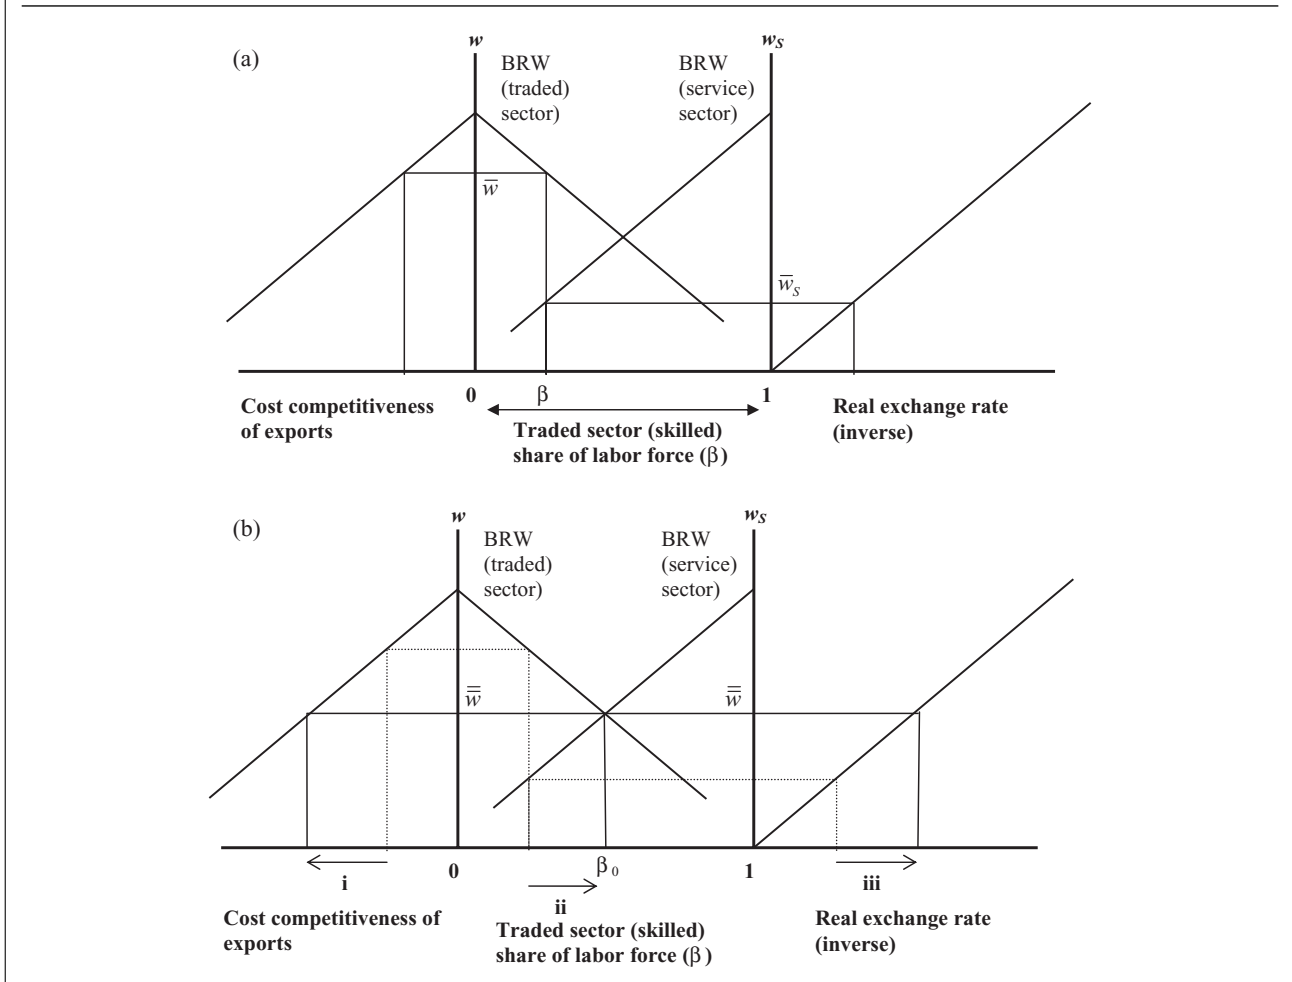 (a)
w
w_S
BRW
(traded)
sector)
BRW
(service)
sector)
w̅
w̅_S
0
β
1
Cost competitiveness
of exports
Traded sector (skilled)
share of labor force (β)
Real exchange rate
(inverse)
(b)
w
w_S
BRW
(traded)
sector)
BRW
(service)
sector)
w̿
w̿
0
β₀
1
i
ii
iii
Cost competitiveness of
exports
Traded sector (skilled)
share of labor force (β)
Real exchange rate
(inverse)